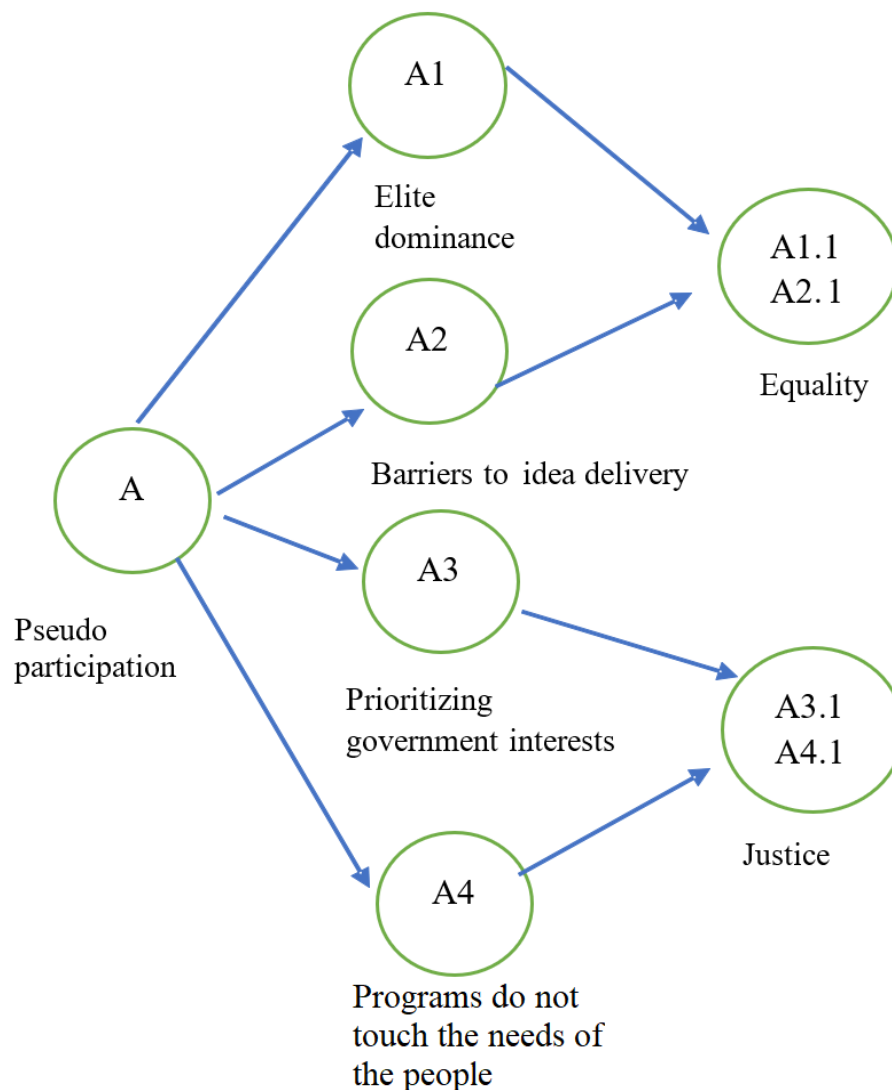 A1
Elite
dominance
A1.1
A2.1
Equality
A2
Barriers to idea delivery
A
Pseudo
participation
A3
Prioritizing
government interests
A3.1
A4.1
Justice
A4
Programs do not
touch the needs of
the people